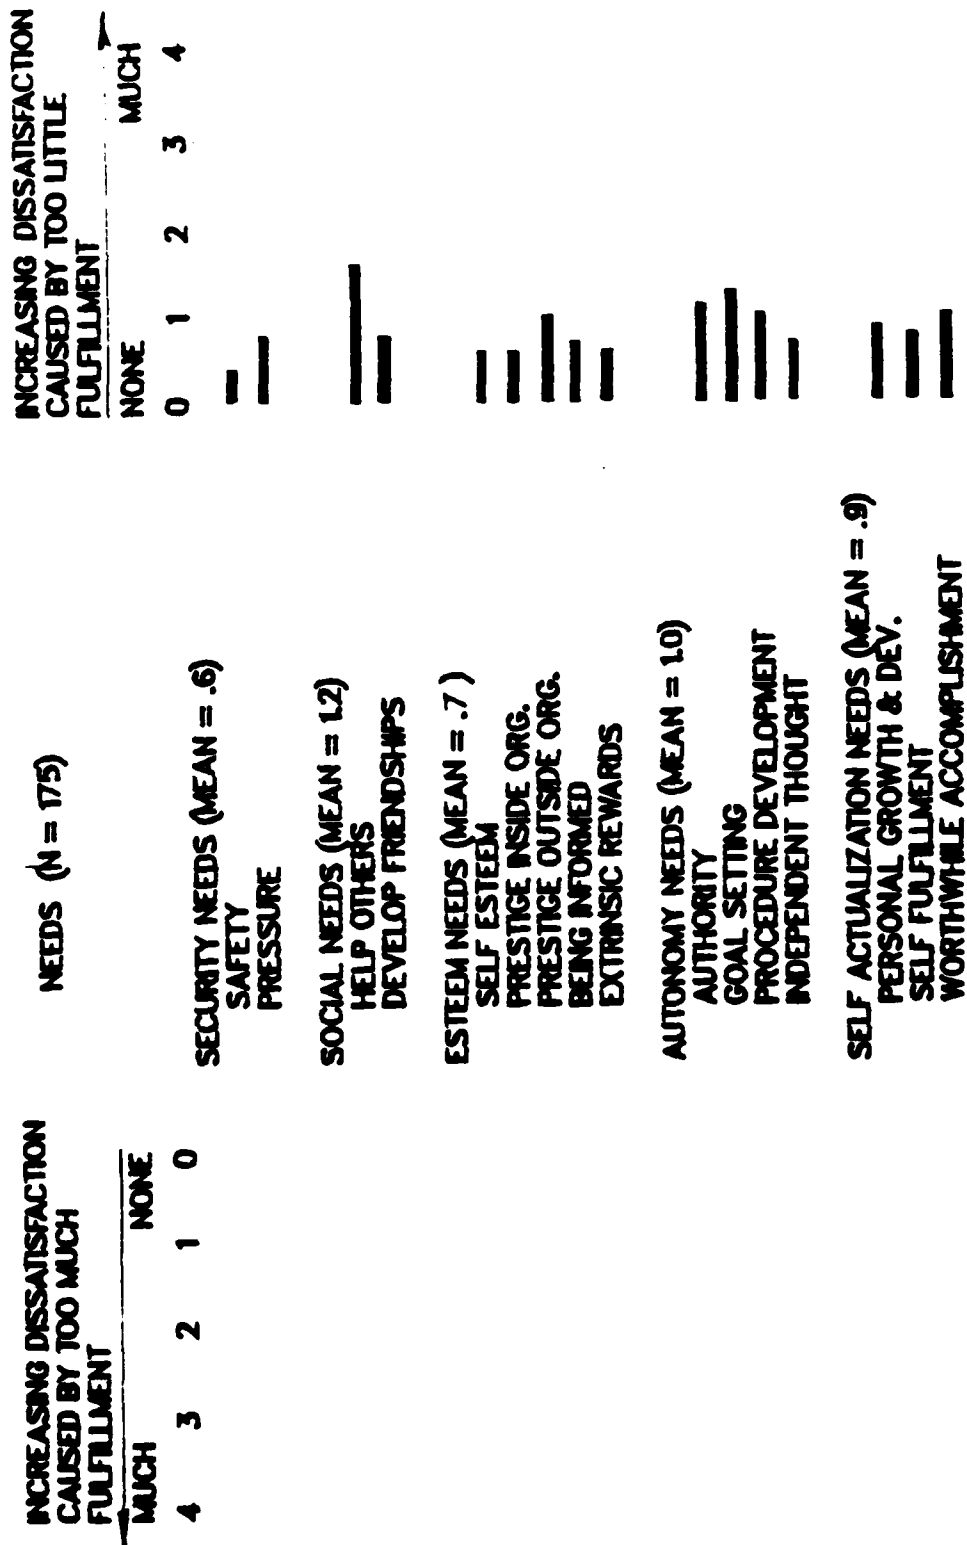 INCREASING DISSATISFACTION
CAUSED BY TOO MUCH
FULFILLMENT
MUCH NONE
4 3 2 1 0
NEEDS (N = 175)
INCREASING DISSATISFACTION
CAUSED BY TOO LITTLE
FULFILLMENT
NONE MUCH
0 1 2 3 4
SECURITY NEEDS (MEAN = .6)
SAFETY
PRESSURE
SOCIAL NEEDS (MEAN = 1.2)
HELP OTHERS
DEVELOP FRIENDSHIPS
ESTEEM NEEDS (MEAN = .7 )
SELF ESTEEM
PRESTIGE INSIDE ORG.
PRESTIGE OUTSIDE ORG.
BEING INFORMED
EXTRINSIC REWARDS
AUTONOMY NEEDS (MEAN = 1.0)
AUTHORITY
GOAL SETTING
PROCEDURE DEVELOPMENT
INDEPENDENT THOUGHT
SELF ACTUALIZATION NEEDS (MEAN = .9)
PERSONAL GROWTH & DEV.
SELF FULFILLMENT
WORTHWHILE ACCOMPLISHMENT